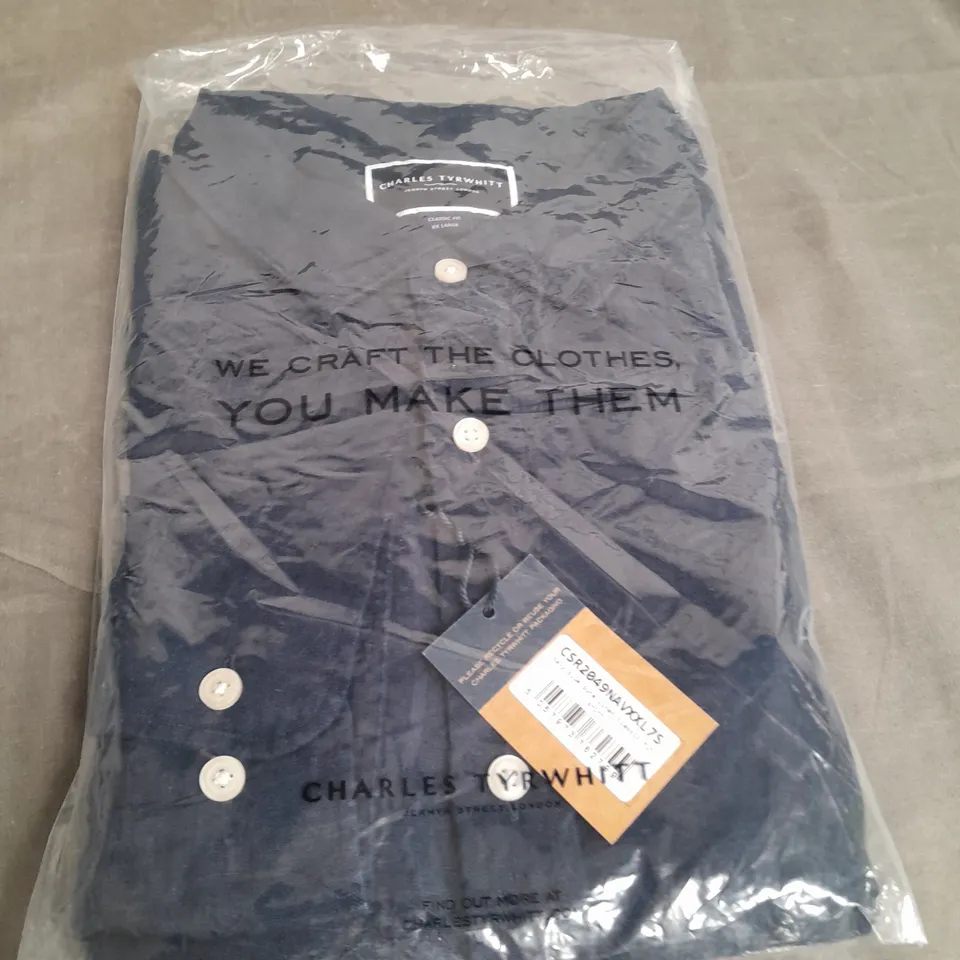 CHARLES TYRWHITT
JERMYN STREET LONDON
CLASSIC FIT
XX LARGE
WE CRAFT THE CLOTHES,
YOU MAKE THEM
PLEASE RECYCLE OR REUSE YOUR
CHARLES TYRWHITT PACKAGING
CSR2049NAVXXL7S
CHARLES TYRWHITT
JERMYN STREET LONDON
FIND OUT MORE AT
CHARLESTYRWHITT.COM